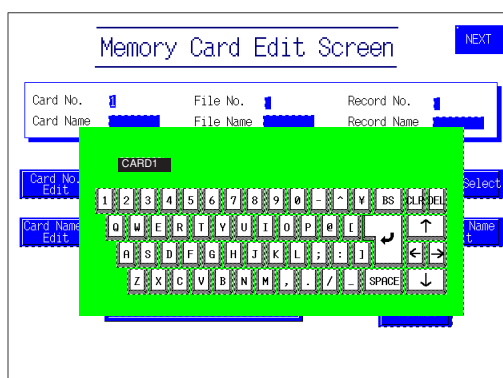 Memory Card Edit Screen
NEXT
Card No. 1 File No. Record No.
Card Name File Name Record Name
CARD1
Card No. Edit
Select
1 2 3 4 5 6 7 8 9 0 - ^ ¥ BS CLR DEL
Card Name Edit
Q W E R T Y U I O P @ [ ↑
Name
A S D F G H J K L ; : ] ↵ ← →
Z X C V B N M , . / _ SPACE ↓